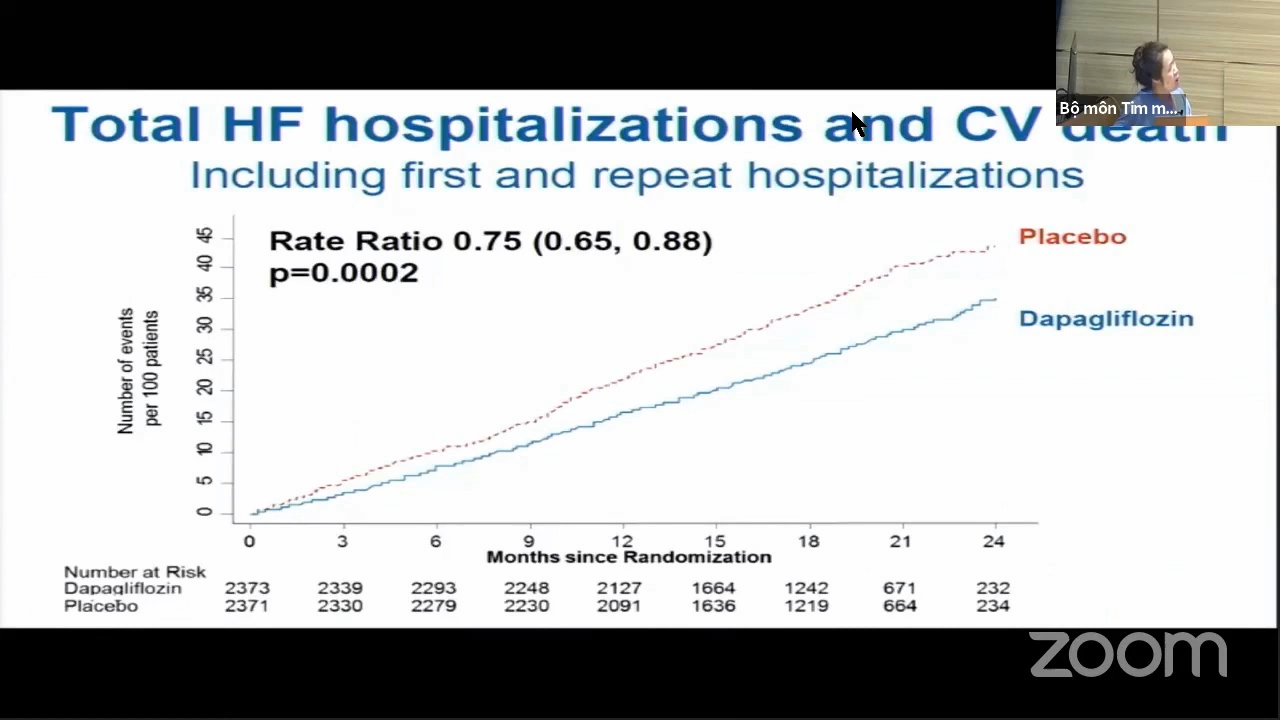 Bộ môn Tim m...
Total HF hospitalizations and CV death
Including first and repeat hospitalizations
Rate Ratio 0.75 (0.65, 0.88)
p=0.0002
Placebo
Dapagliflozin
Number of events
per 100 patients
45
40
35
30
25
20
15
10
5
0
0 3 6 9 12 15 18 21 24
Months since Randomization
Number at Risk
Dapagliflozin 2373 2339 2293 2248 2127 1664 1242 671 232
Placebo 2371 2330 2279 2230 2091 1636 1219 664 234
zoom